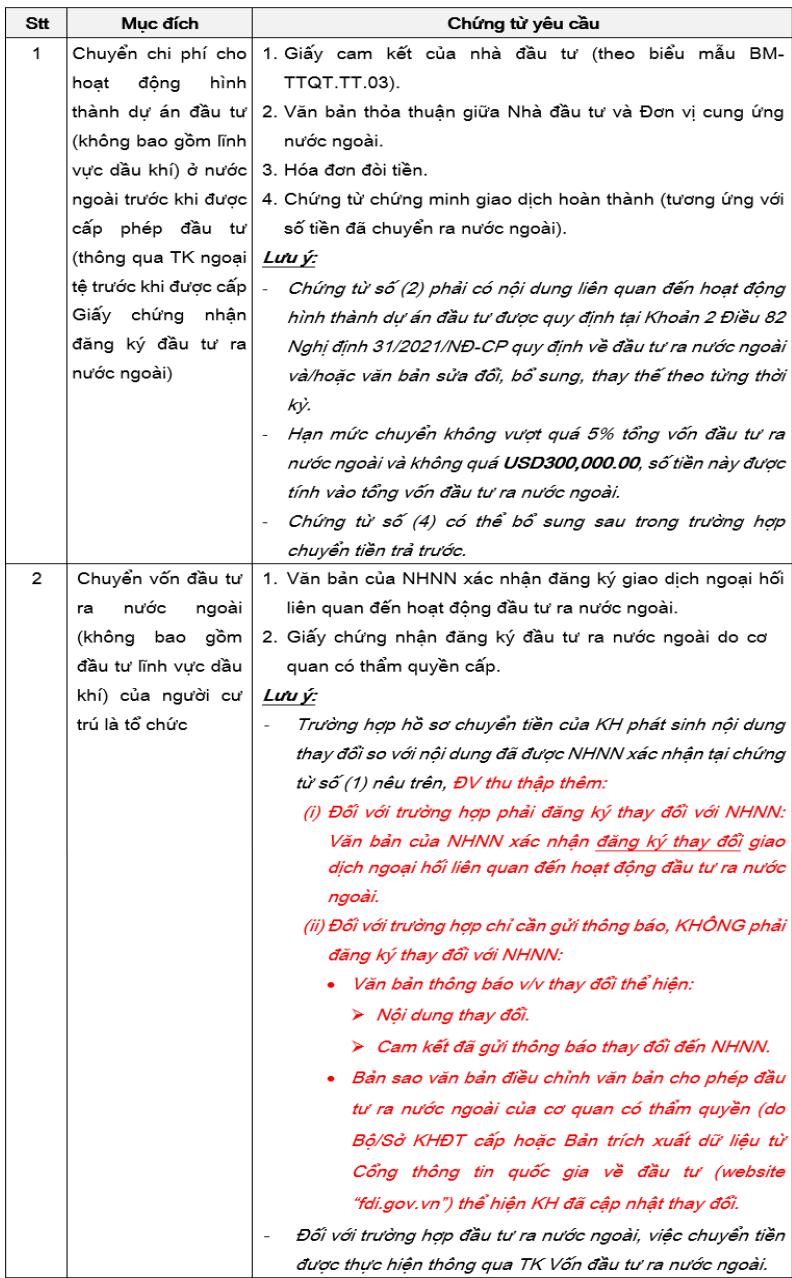 Stt
Mục đích
Chứng từ yêu cầu
1
Chuyển chi phí cho
hoạt động hình
thành dự án đầu tư
(không bao gồm lĩnh
vực dầu khí) ở nước
ngoài trước khi được
cấp phép đầu tư
(thông qua TK ngoại
tệ trước khi được cấp
Giấy chứng nhận
đăng ký đầu tư ra
nước ngoài)
1. Giấy cam kết của nhà đầu tư (theo biểu mẫu BM-
TTQT.TT.03).
2. Văn bản thỏa thuận giữa Nhà đầu tư và Đơn vị cung ứng
nước ngoài.
3. Hóa đơn đòi tiền.
4. Chứng từ chứng minh giao dịch hoàn thành (tương ứng với
số tiền đã chuyển ra nước ngoài).
Lưu ý:
- Chứng từ số (2) phải có nội dung liên quan đến hoạt động
hình thành dự án đầu tư được quy định tại Khoản 2 Điều 82
Nghị định 31/2021/NĐ-CP quy định về đầu tư ra nước ngoài
và/hoặc văn bản sửa đổi, bổ sung, thay thế theo từng thời
kỳ.
- Hạn mức chuyển không vượt quá 5% tổng vốn đầu tư ra
nước ngoài và không quá USD300,000.00, số tiền này được
tính vào tổng vốn đầu tư ra nước ngoài.
- Chứng từ số (4) có thể bổ sung sau trong trường hợp
chuyển tiền trả trước.
2
Chuyển vốn đầu tư
ra nước ngoài
(không bao gồm
đầu tư lĩnh vực dầu
khí) của người cư
trú là tổ chức
1. Văn bản của NHNN xác nhận đăng ký giao dịch ngoại hối
liên quan đến hoạt động đầu tư ra nước ngoài.
2. Giấy chứng nhận đăng ký đầu tư ra nước ngoài do cơ
quan có thẩm quyền cấp.
Lưu ý:
- Trường hợp hồ sơ chuyển tiền của KH phát sinh nội dung
thay đổi so với nội dung đã được NHNN xác nhận tại chứng
từ số (1) nêu trên, ĐV thu thập thêm:
(i) Đối với trường hợp phải đăng ký thay đổi với NHNN:
Văn bản của NHNN xác nhận đăng ký thay đổi giao
dịch ngoại hối liên quan đến hoạt động đầu tư ra nước
ngoài.
(ii) Đối với trường hợp chỉ cần gửi thông báo, KHÔNG phải
đăng ký thay đổi với NHNN:
• Văn bản thông báo v/v thay đổi thể hiện:
➢ Nội dung thay đổi.
➢ Cam kết đã gửi thông báo thay đổi đến NHNN.
• Bản sao văn bản điều chỉnh văn bản cho phép đầu
tư ra nước ngoài của cơ quan có thẩm quyền (do
Bộ/Sở KHĐT cấp hoặc Bản trích xuất dữ liệu từ
Cổng thông tin quốc gia về đầu tư (website
"fdi.gov.vn") thể hiện KH đã cập nhật thay đổi.
- Đối với trường hợp đầu tư ra nước ngoài, việc chuyển tiền
được thực hiện thông qua TK Vốn đầu tư ra nước ngoài.